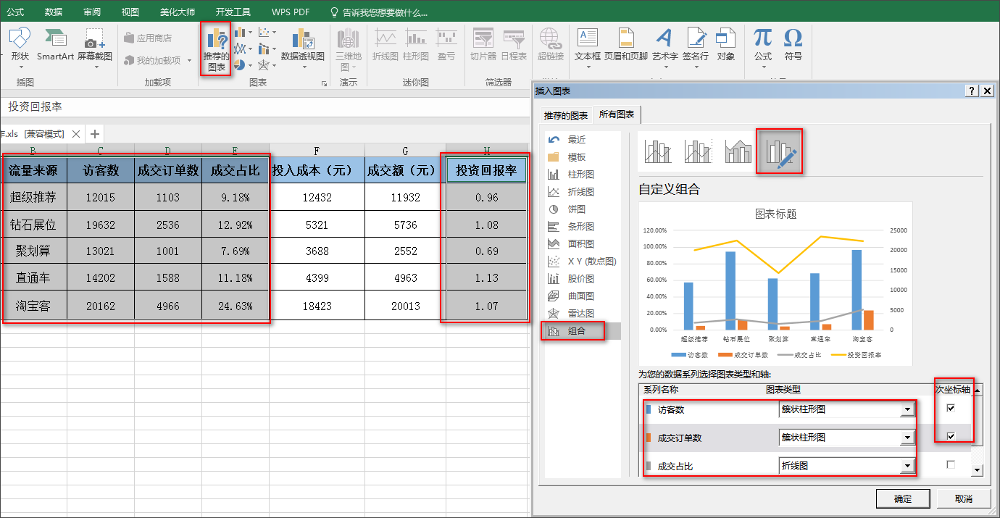 公式 数据 审阅 视图 美化大师 开发工具 WPS PDF 告诉我您想要做什么...
形状 SmartArt 屏幕截图
应用商店
我的加载项
推荐的
图表
数据透视图
三维地
图
折线图 柱形图 盈亏
切片器 日程表
超链接
文本框 页眉和页脚 艺术字 签名行 对象
公式 符号
插图 加载项 图表 演示 迷你图 筛选器
投资回报率
.xls [兼容模式]
B C D E F G H
流量来源 访客数 成交订单数 成交占比 投入成本（元） 成交额（元） 投资回报率
超级推荐 12015 1103 9.18% 12432 11932 0.96
钻石展位 19632 2536 12.92% 5321 5736 1.08
聚划算 13021 1001 7.69% 3688 2552 0.69
直通车 14202 1588 11.18% 4399 4963 1.13
淘宝客 20162 4966 24.63% 18423 20013 1.07
插入图表
推荐的图表 所有图表
最近
模板
柱形图
折线图
饼图
条形图
面积图
X Y (散点图)
股价图
曲面图
雷达图
组合
自定义组合
图表标题
120.00% 25000
100.00% 20000
80.00% 15000
60.00% 10000
40.00% 5000
20.00% 0
0.00%
超级推荐 钻石展位 聚划算 直通车 淘宝客
访客数 成交订单数 成交占比 投资回报率
为您的数据系列选择图表类型和轴:
系列名称 图表类型 次坐标轴
访客数 簇状柱形图
成交订单数 簇状柱形图
成交占比 折线图
确定 取消